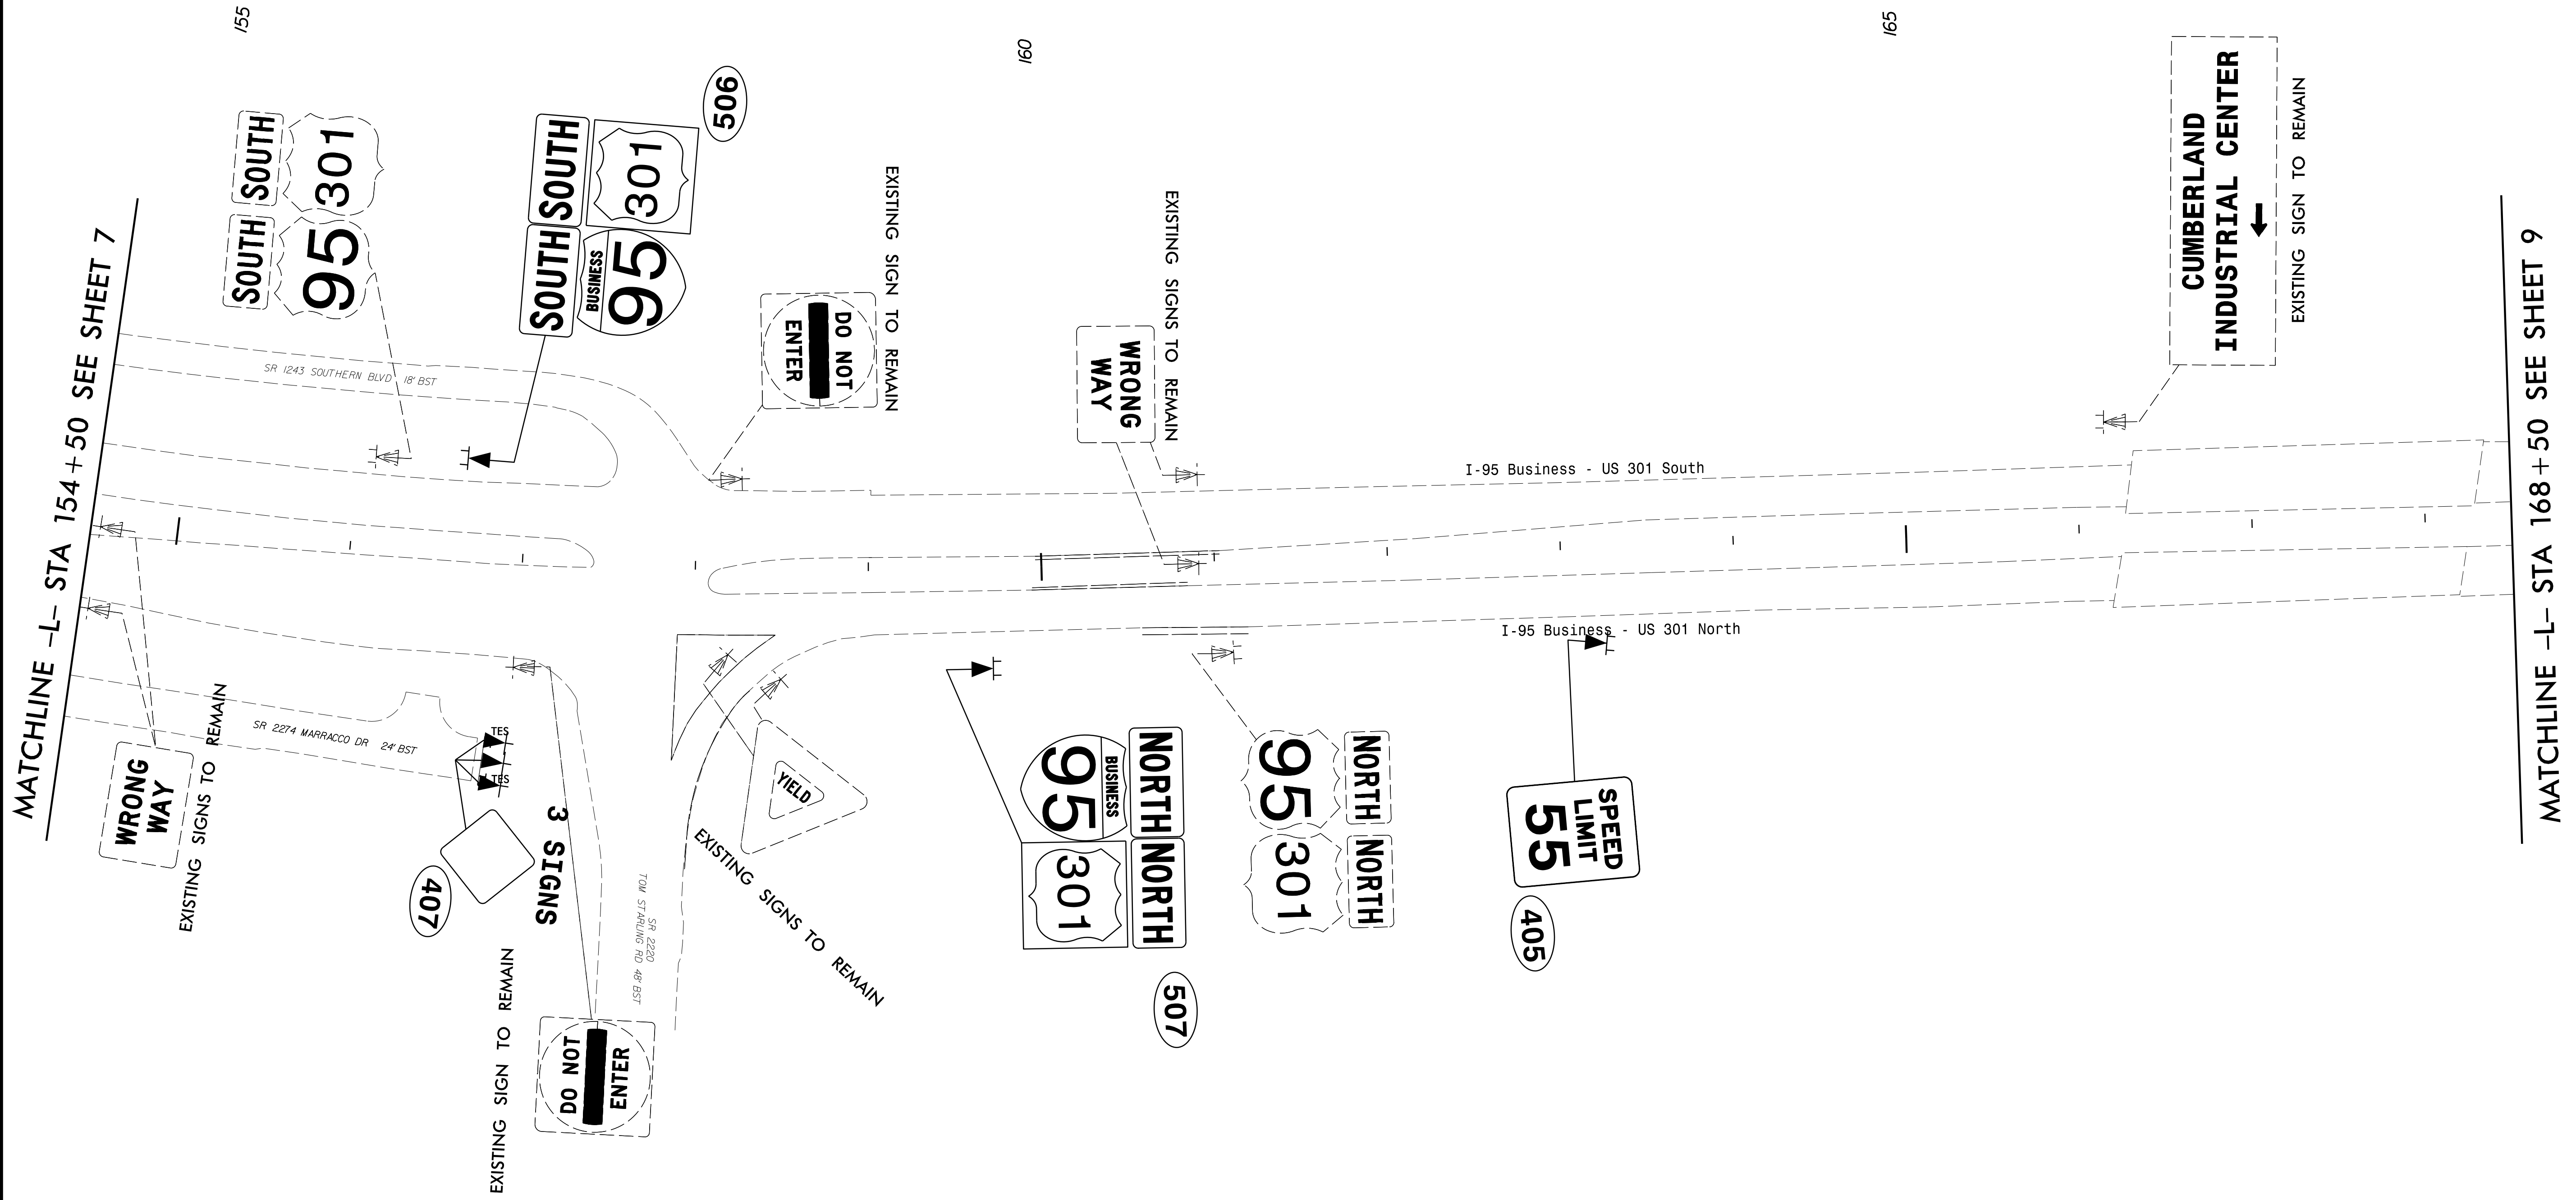 155
160
165
MATCHLINE –L– STA 154+50 SEE SHEET 7
SOUTH
SOUTH
301
95
SOUTH
SOUTH
301
BUSINESS
95
506
DO NOT
ENTER
EXISTING SIGN TO REMAIN
WRONG
WAY
EXISTING SIGNS TO REMAIN
CUMBERLAND
INDUSTRIAL CENTER
EXISTING SIGN TO REMAIN
MATCHLINE –L– STA 168+50 SEE SHEET 9
SR 1243 SOUTHERN BLVD 18' BST
I-95 Business - US 301 South
I-95 Business - US 301 North
SR 2274 MARRACCO DR 24' BST
WRONG
WAY
EXISTING SIGNS TO REMAIN
TES
TES
407
3 SIGNS
EXISTING SIGN TO REMAIN
DO NOT
ENTER
SR 2220
TOM STARLING RD 48' BST
YIELD
EXISTING SIGNS TO REMAIN
NORTH
NORTH
BUSINESS
95
301
507
NORTH
NORTH
95
301
SPEED
LIMIT
55
405